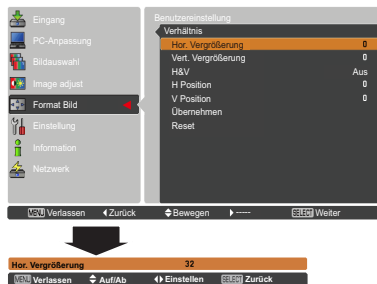 Eingang
PC-Anpassung
Bildauswahl
Image adjust
Format Bild
Einstellung
Information
Netzwerk
Benutzereinstellung
Verhältnis
Hor. Vergrößerung 0
Vert. Vergrößerung 0
H&V Aus
H Position 0
V Position 0
Übernehmen
Reset
MENU Verlassen Zurück Bewegen ----- SELECT Weiter
Hor. Vergrößerung 32
MENU Verlassen Auf/Ab Einstellen SELECT Zurück